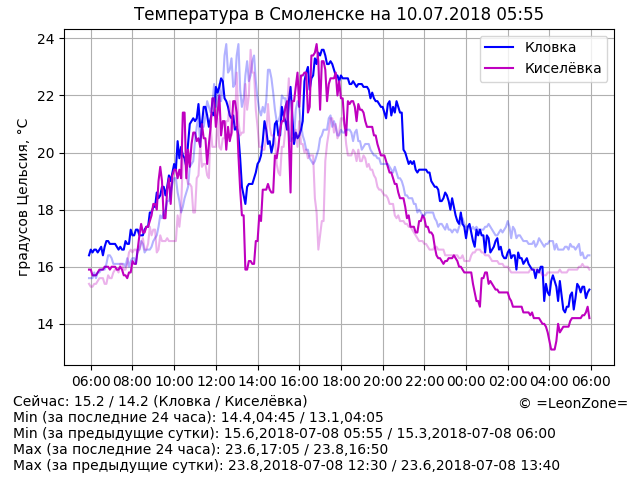 Температура в Смоленске на 10.07.2018 05:55
градусов Цельсия, °C
24
22
20
18
16
14
Кловка
Киселёвка
06:00 08:00 10:00 12:00 14:00 16:00 18:00 20:00 22:00 00:00 02:00 04:00 06:00
Сейчас: 15.2 / 14.2 (Кловка / Киселёвка)
© =LeonZone=
Min (за последние 24 часа): 14.4,04:45 / 13.1,04:05
Min (за предыдущие сутки): 15.6,2018-07-08 05:55 / 15.3,2018-07-08 06:00
Max (за последние 24 часа): 23.6,17:05 / 23.8,16:50
Max (за предыдущие сутки): 23.8,2018-07-08 12:30 / 23.6,2018-07-08 13:40